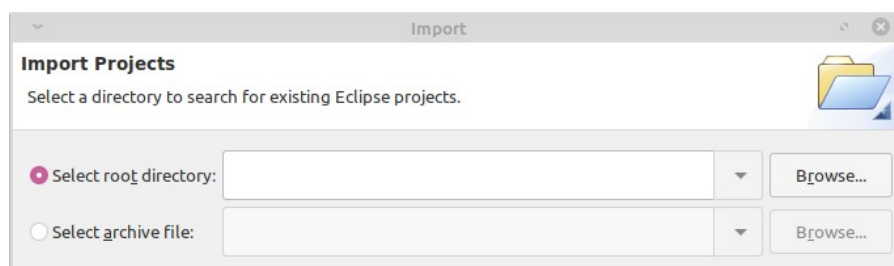 Import
Import Projects
Select a directory to search for existing Eclipse projects.
Select root directory: Browse...
Select archive file: Browse...